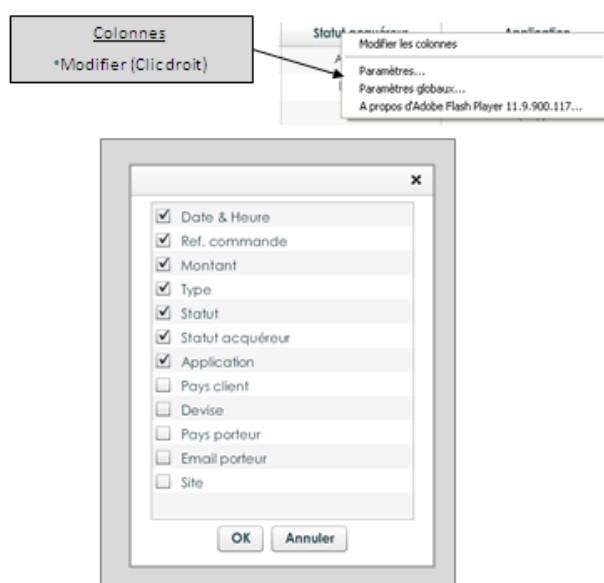 Colonnes
•Modifier (Clicdroit)
Statut acquéreur Application
Modifier les colonnes
Paramètres...
Paramètres globaux...
A propos d'Adobe Flash Player 11.9.900.117...
Date & Heure
Ref. commande
Montant
Type
Statut
Statut acquéreur
Application
Pays client
Devise
Pays porteur
Email porteur
Site
OK Annuler